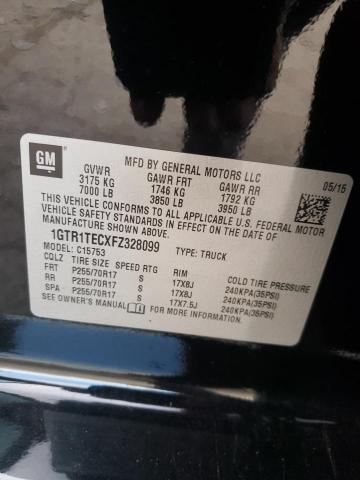 GM
MFD BY GENERAL MOTORS LLC
05/15
GVWR GAWR FRT GAWR RR
3175 KG 1746 KG 1792 KG
7000 LB 3850 LB 3950 LB
THIS VEHICLE CONFORMS TO ALL APPLICABLE U.S. FEDERAL MOTOR
VEHICLE SAFETY STANDARDS IN EFFECT ON THE DATE OF
MANUFACTURE SHOWN ABOVE.
1GTR1TECXFZ328099 TYPE: TRUCK
MODEL: C15753
CQLZ TIRE SIZE SPEED RTG RIM COLD TIRE PRESSURE
FRT P255/70R17 S 17X8J 240KPA(35PSI)
RR P255/70R17 S 17X8J 240KPA(35PSI)
SPA P255/70R17 S 17X7.5J 240KPA(35PSI)
SEE OWNER'S MANUAL FOR MORE INFORMATION.